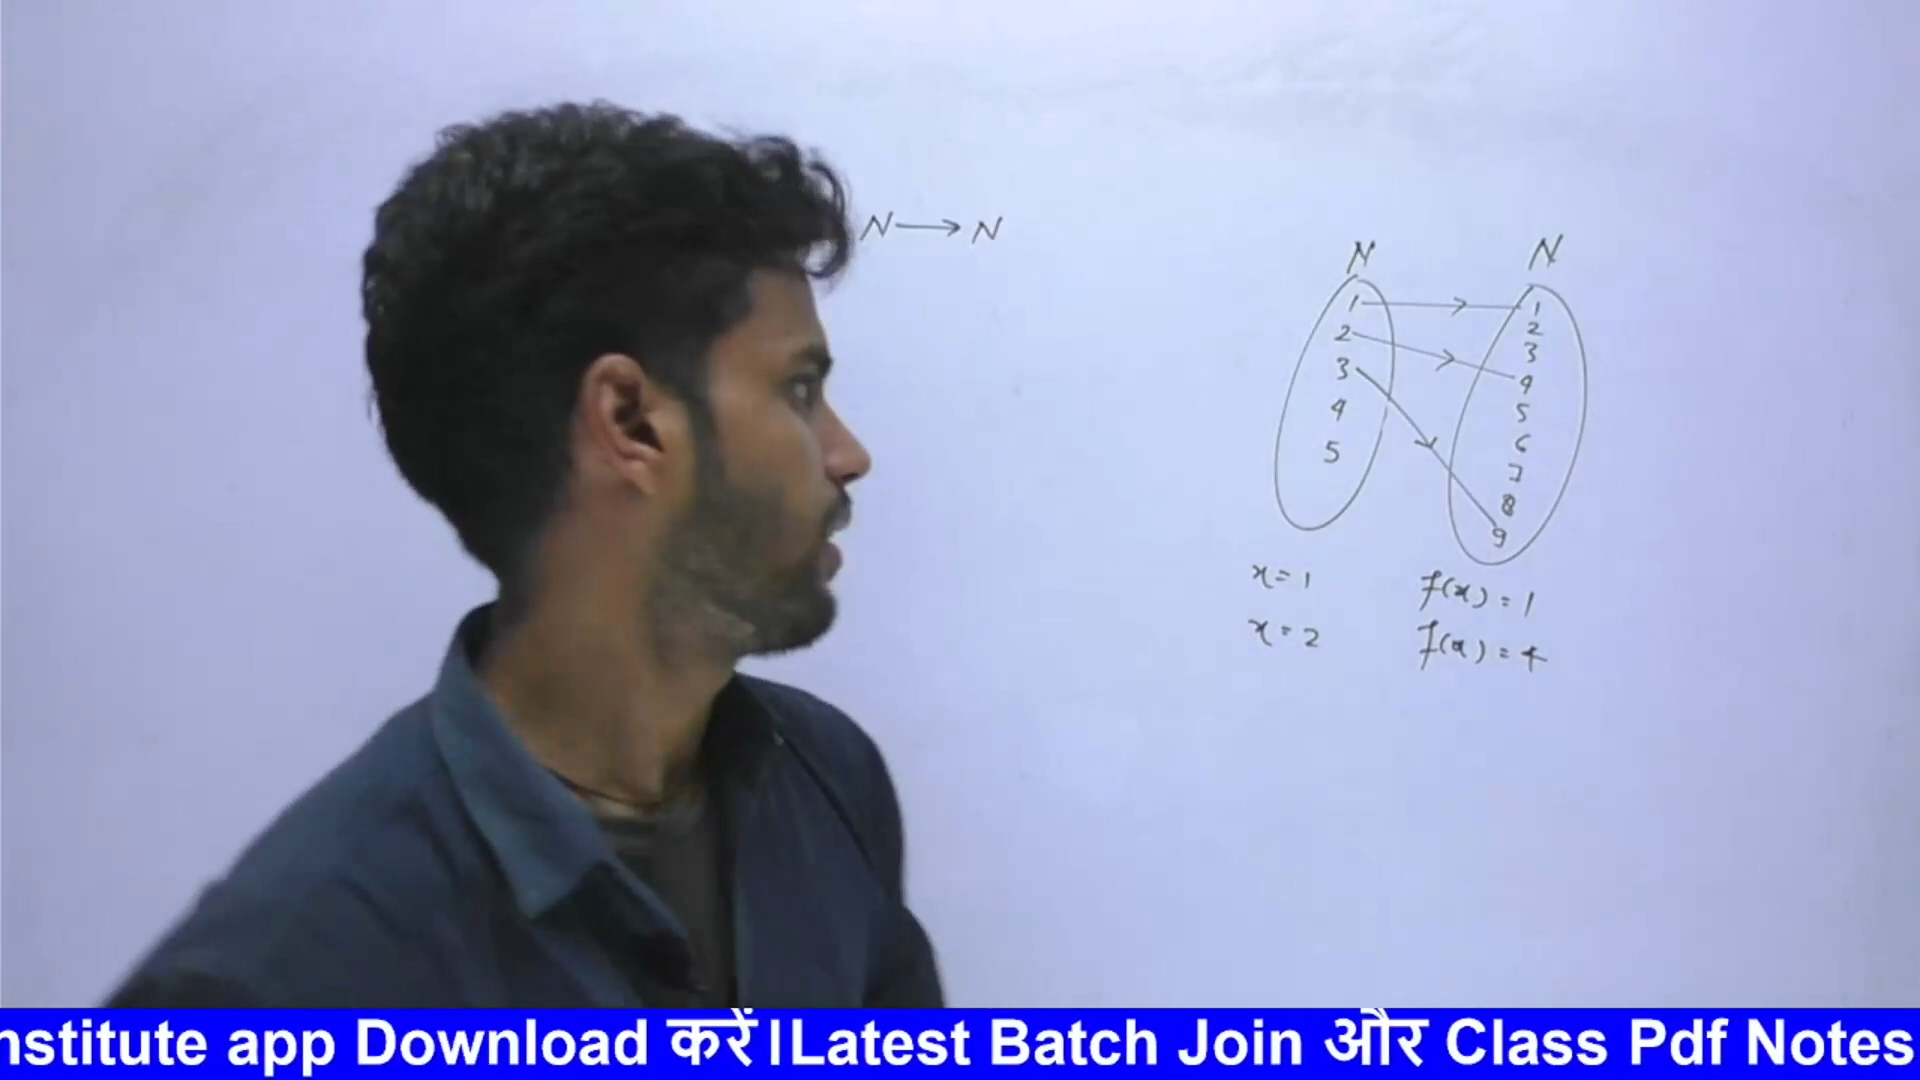 N → N
N N
1 1
2 2
3 3
4 4
5 5
6
7
8
9
x = 1 f(x) = 1
x = 2 f(x) = 4
nstitute app Download करें।Latest Batch Join और Class Pdf Notes